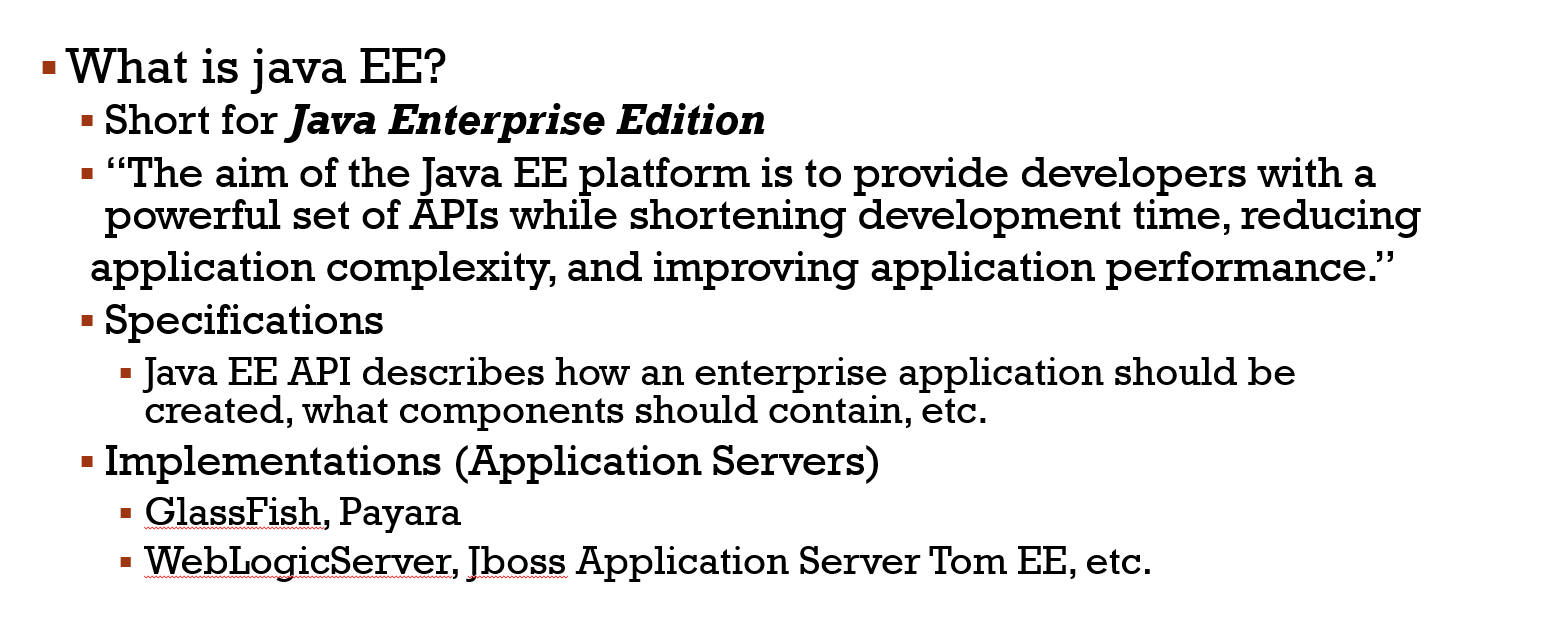 What is java EE?
Short for Java Enterprise Edition
“The aim of the Java EE platform is to provide developers with a
powerful set of APIs while shortening development time, reducing
application complexity, and improving application performance.”
Specifications
Java EE API describes how an enterprise application should be
created, what components should contain, etc.
Implementations (Application Servers)
GlassFish, Payara
WebLogicServer, Jboss Application Server Tom EE, etc.